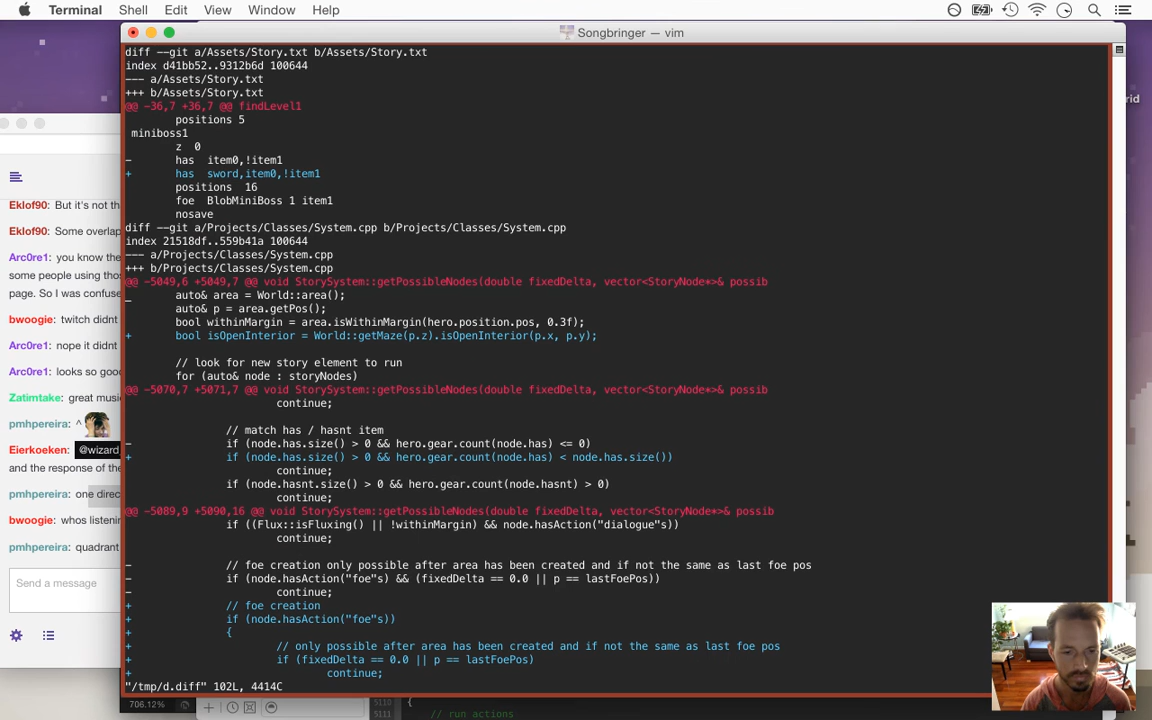 Terminal Shell Edit View Window Help
Songbringer — vim
diff --git a/Assets/Story.txt b/Assets/Story.txt
index d41bb52..9312b6d 100644
--- a/Assets/Story.txt
+++ b/Assets/Story.txt
@@ -36,7 +36,7 @@ findLevel1
positions 5
miniboss1
z 0
- has item0,!item1
+ has sword,item0,!item1
positions 16
foe BlobMiniBoss 1 item1
nosave
diff --git a/Projects/Classes/System.cpp b/Projects/Classes/System.cpp
index 21518df..559b41a 100644
--- a/Projects/Classes/System.cpp
+++ b/Projects/Classes/System.cpp
@@ -5049,6 +5049,7 @@ void StorySystem::getPossibleNodes(double fixedDelta, vector<StoryNode*>& possib
auto& area = World::area();
auto& p = area.getPos();
bool withinMargin = area.isWithinMargin(hero.position.pos, 0.3f);
+ bool isOpenInterior = World::getMaze(p.z).isOpenInterior(p.x, p.y);
// look for new story element to run
for (auto& node : storyNodes)
@@ -5070,7 +5071,7 @@ void StorySystem::getPossibleNodes(double fixedDelta, vector<StoryNode*>& possib
continue;
// match has / hasnt item
- if (node.has.size() > 0 && hero.gear.count(node.has) <= 0)
+ if (node.has.size() > 0 && hero.gear.count(node.has) < node.has.size())
continue;
if (node.hasnt.size() > 0 && hero.gear.count(node.hasnt) > 0)
continue;
@@ -5089,9 +5090,16 @@ void StorySystem::getPossibleNodes(double fixedDelta, vector<StoryNode*>& possib
if ((Flux::isFluxing() || !withinMargin) && node.hasAction("dialogue"s))
continue;
- // foe creation only possible after area has been created and if not the same as last foe pos
- if (node.hasAction("foe"s) && (fixedDelta == 0.0 || p == lastFoePos))
- continue;
+ // foe creation
+ if (node.hasAction("foe"s))
+ {
+ // only possible after area has been created and if not the same as last foe pos
+ if (fixedDelta == 0.0 || p == lastFoePos)
+ continue;
"/tmp/d.diff" 102L, 4414C
Eklof90: But it's not th
Eklof90: Some overlap
Arc0re1: you know the
some people using thos
page. So I was confuse
bwoogie: twitch didnt
Arc0re1: nope it didnt
Arc0re1: looks so good
Zatimtake: great musi
pmhpereira: ^
Eierkoeken: @wizard
and the response of the
pmhpereira: one direc
bwoogie: whos listenin
pmhpereira: quadrant
Send a message
rid
706.12%
5110 {
5111 // run actions